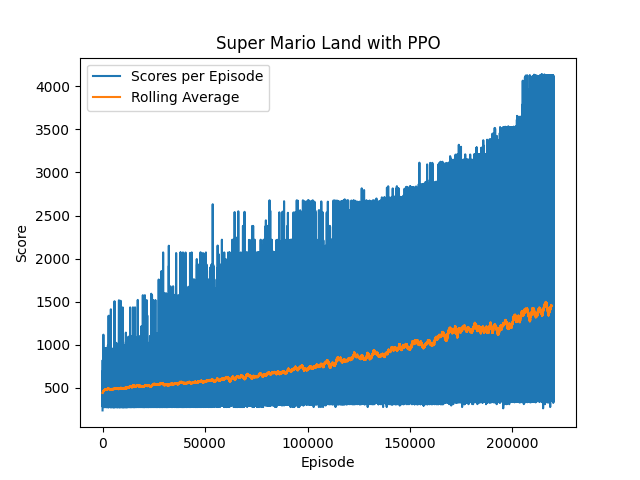 Super Mario Land with PPO
Scores per Episode
Rolling Average
4000
3500
3000
2500
2000
1500
1000
500
Score
0 50000 100000 150000 200000
Episode